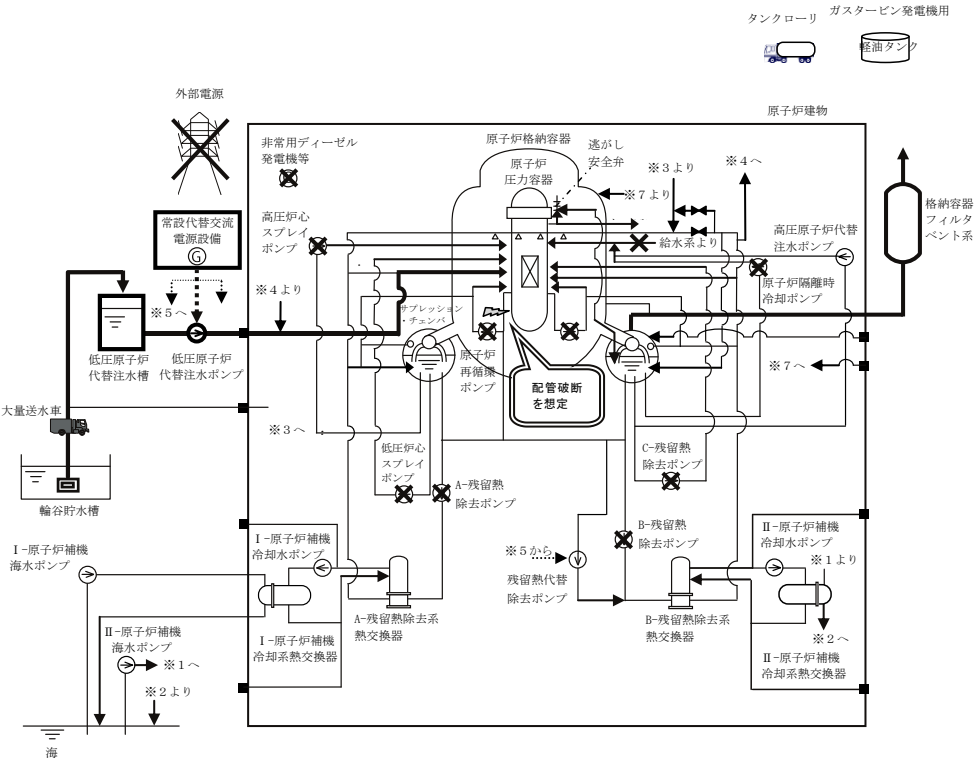 タンクローリ
ガスタービン発電機用
軽油タンク
外部電源
原子炉建物
非常用ディーゼル
発電機等
原子炉格納容器
原子炉
圧力容器
逃がし
安全弁
※3より
※4へ
※7より
格納容器
フィルタ
ベント系
常設代替交流
電源設備
G
高圧炉心
スプレイ
ポンプ
給水系より
高圧原子炉代替
注水ポンプ
原子炉隔離時
冷却ポンプ
※5へ
※4より
サプレッション
・チェンバ
低圧原子炉
代替注水槽
低圧原子炉
代替注水ポンプ
原子炉
再循環
ポンプ
配管破断
を想定
※7へ
大量送水車
※3へ
低圧炉心
スプレイ
ポンプ
C-残留熱
除去ポンプ
A-残留熱
除去ポンプ
輪谷貯水槽
B-残留熱
除去ポンプ
Ⅰ-原子炉補機
海水ポンプ
Ⅰ-原子炉補機
冷却水ポンプ
※5から
残留熱代替
除去ポンプ
Ⅱ-原子炉補機
冷却水ポンプ
※1より
A-残留熱除去系
熱交換器
B-残留熱除去系
熱交換器
Ⅱ-原子炉補機
海水ポンプ
※1へ
※2より
Ⅰ-原子炉補機
冷却系熱交換器
※2へ
Ⅱ-原子炉補機
冷却系熱交換器
海